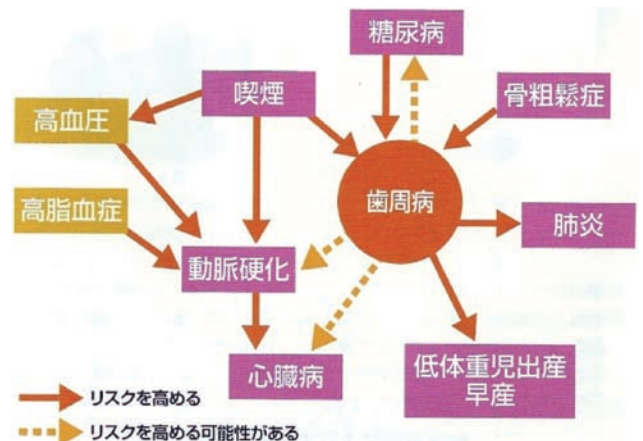 糖尿病
喫煙
骨粗鬆症
高血圧
歯周病
高脂血症
肺炎
動脈硬化
心臓病
低体重児出産
早産
リスクを高める
リスクを高める可能性がある